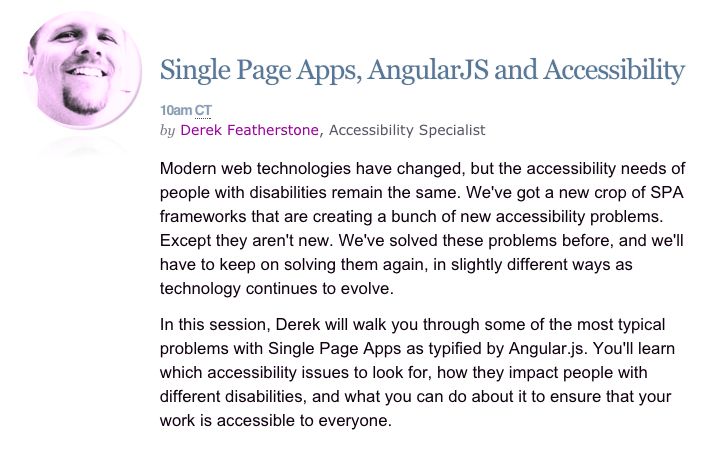 Single Page Apps, AngularJS and Accessibility
10am CT
by Derek Featherstone, Accessibility Specialist
Modern web technologies have changed, but the accessibility needs of
people with disabilities remain the same. We've got a new crop of SPA
frameworks that are creating a bunch of new accessibility problems.
Except they aren't new. We've solved these problems before, and we'll
have to keep on solving them again, in slightly different ways as
technology continues to evolve.
In this session, Derek will walk you through some of the most typical
problems with Single Page Apps as typified by Angular.js. You'll learn
which accessibility issues to look for, how they impact people with
different disabilities, and what you can do about it to ensure that your
work is accessible to everyone.